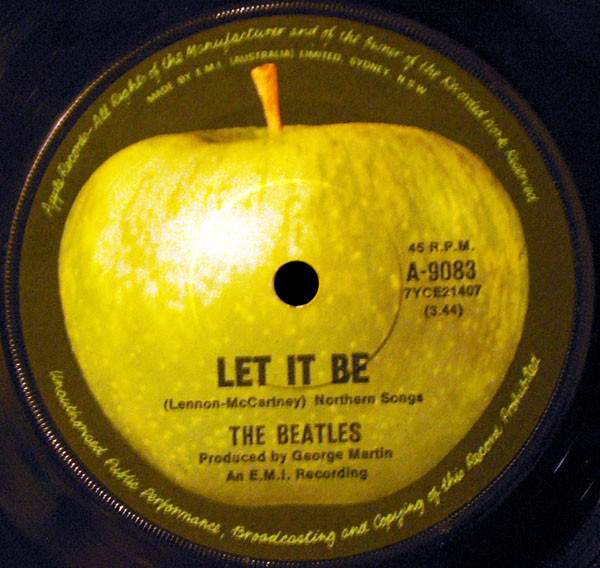 Apple Records-All Rights of the Manufacturer and of the Owner of the Recorded Work Reserved
MADE BY E.M.I. (AUSTRALIA) LIMITED, SYDNEY, N.S.W.
45 R.P.M.
A-9083
7YCE21407
(3.44)
LET IT BE
(Lennon-McCartney) Northern Songs
THE BEATLES
Produced by George Martin
An E.M.I. Recording
Unauthorised Public Performance, Broadcasting and Copying of this Record Prohibited